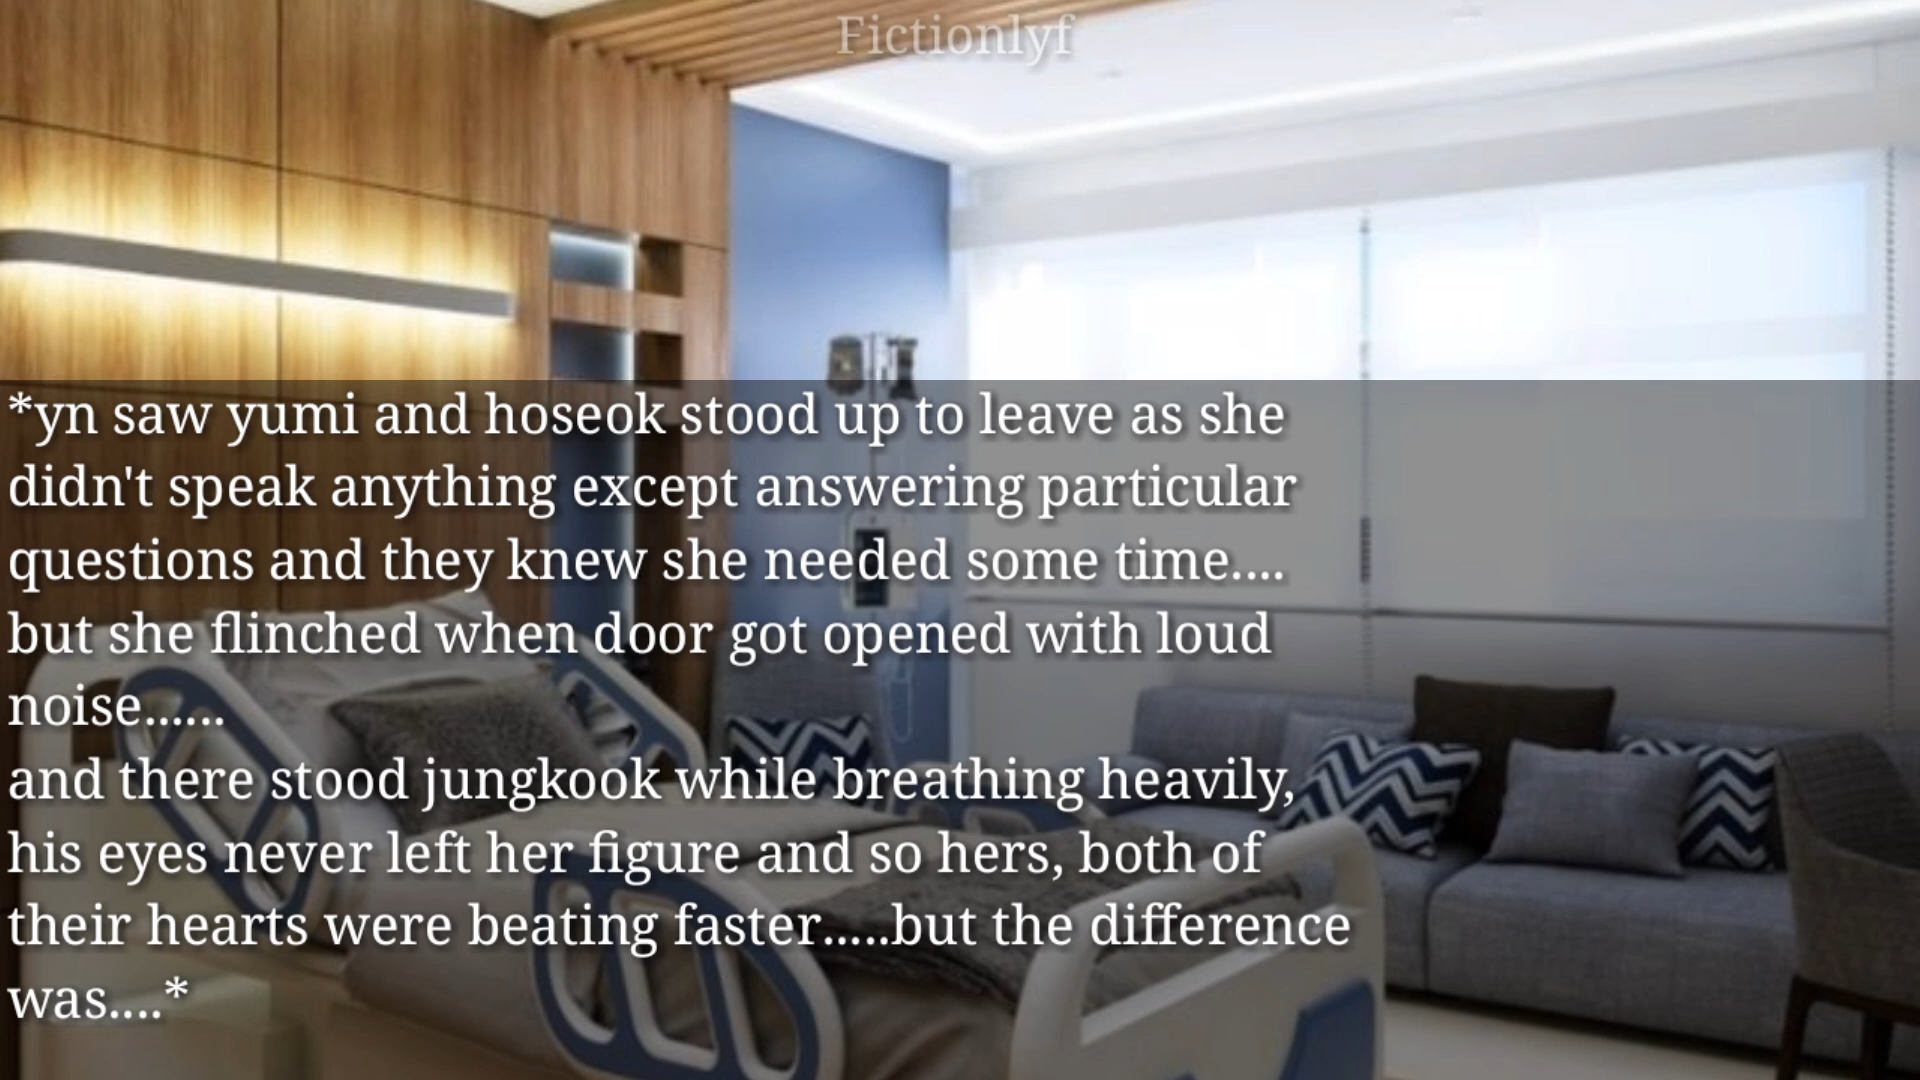 Fictionlyf
*yn saw yumi and hoseok stood up to leave as she
didn't speak anything except answering particular
questions and they knew she needed some time....
but she flinched when door got opened with loud
noise......
and there stood jungkook while breathing heavily,
his eyes never left her figure and so hers, both of
their hearts were beating faster.....but the difference
was....*